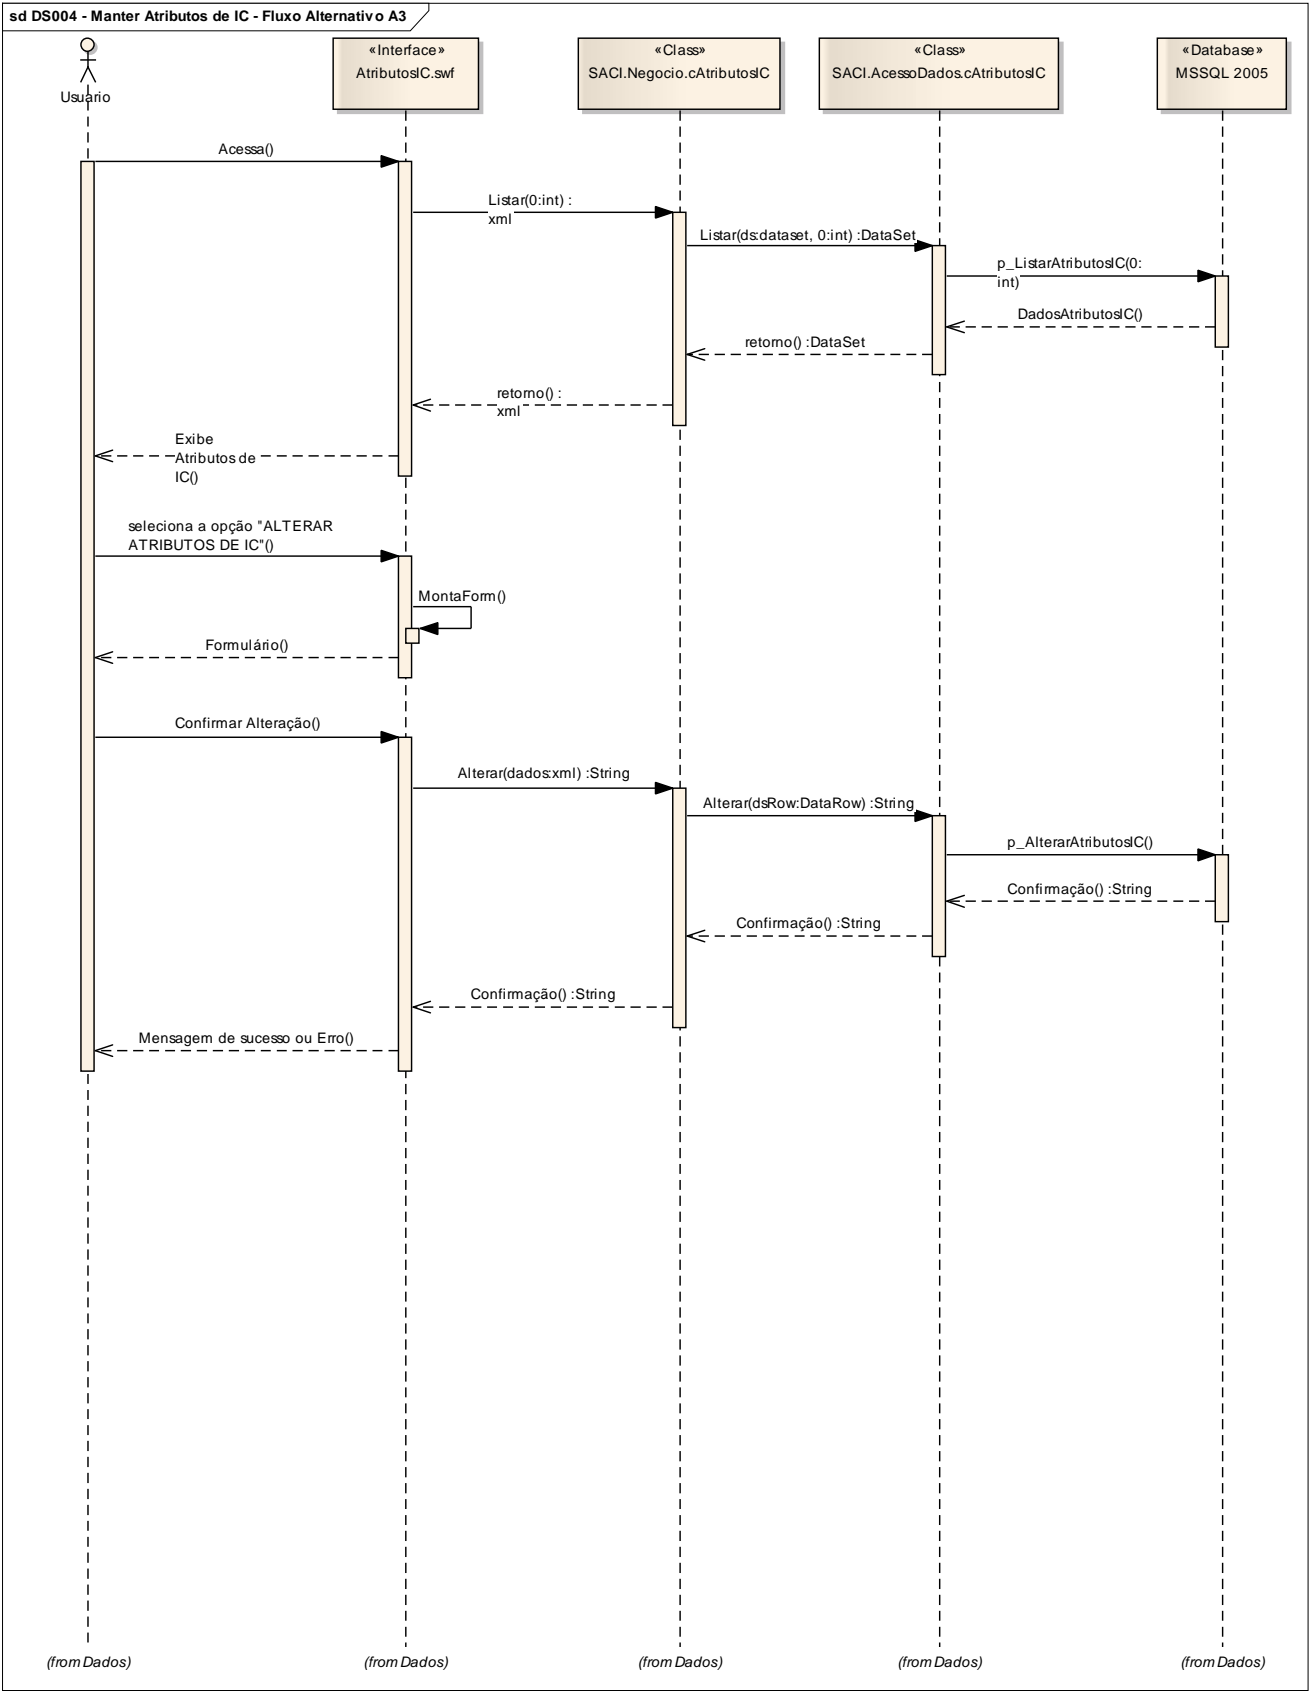 sd DS004 - Manter Atributos de IC - Fluxo Alternativo A3
Usuário
«Interface»
AtributosIC.swf
«Class»
SACI.Negocio.cAtributosIC
«Class»
SACI.AcessoDados.cAtributosIC
«Database»
MSSQL 2005
Acessa()
Listar(0:int) :
xml
Listar(ds:dataset, 0:int) :DataSet
p_ListarAtributosIC(0:
int)
DadosAtributosIC()
retorno() :DataSet
retorno() :
xml
Exibe
Atributos de
IC()
seleciona a opção "ALTERAR
ATRIBUTOS DE IC"()
MontaForm()
Formulário()
Confirmar Alteração()
Alterar(dados:xml) :String
Alterar(dsRow:DataRow) :String
p_AlterarAtributosIC()
Confirmação() :String
Confirmação() :String
Confirmação() :String
Mensagem de sucesso ou Erro()
(from Dados)
(from Dados)
(from Dados)
(from Dados)
(from Dados)